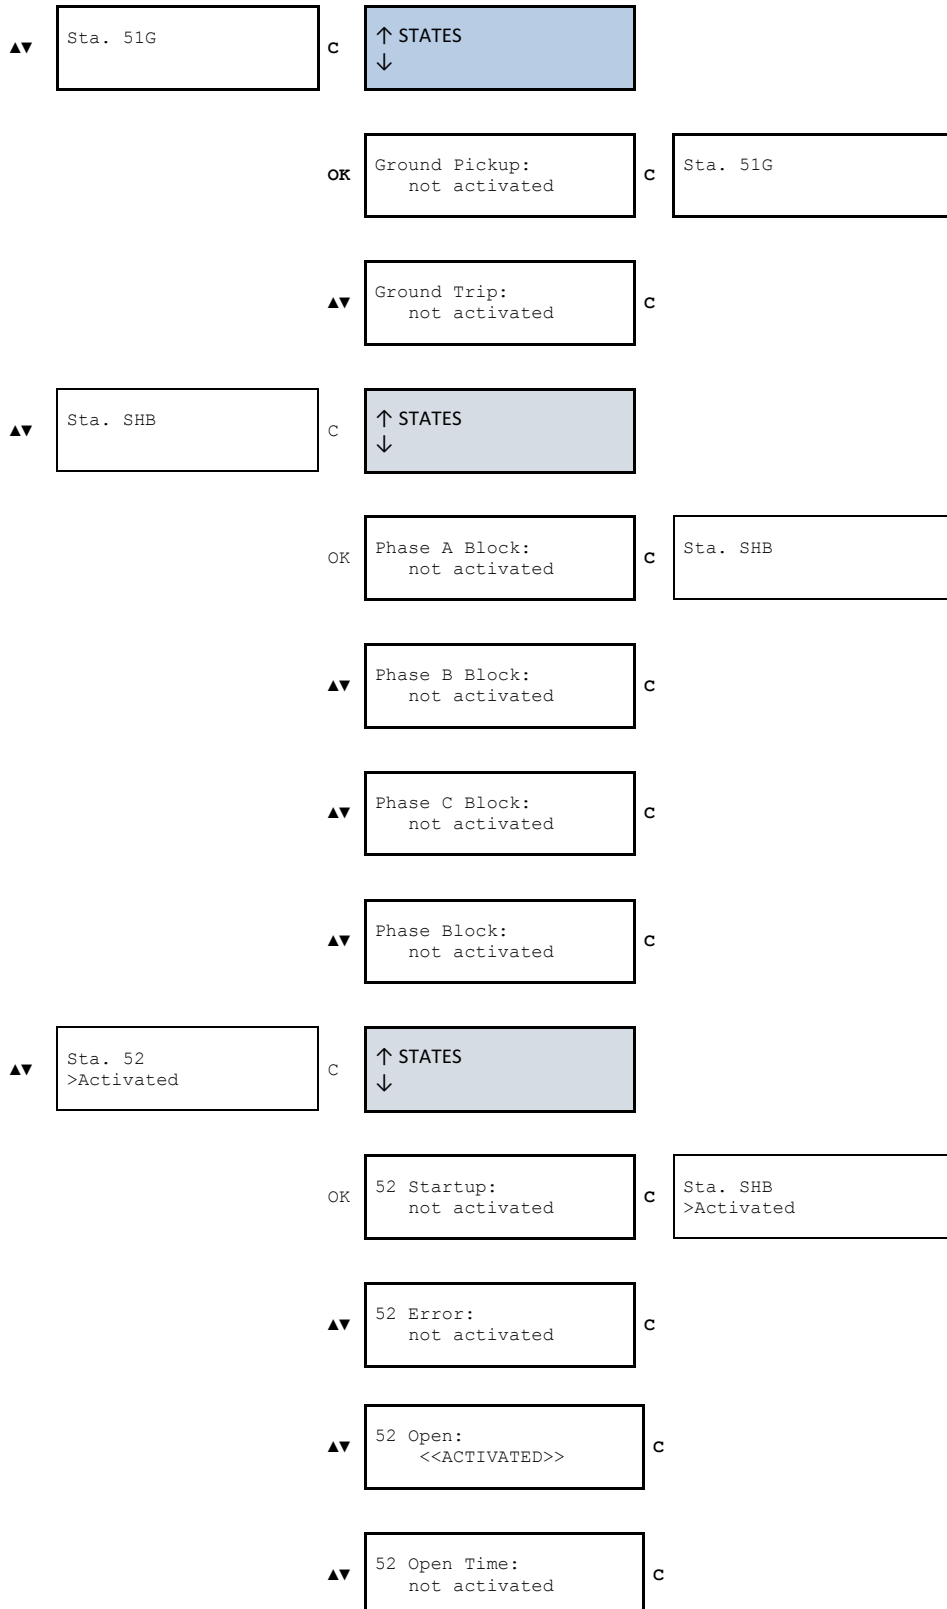 ▲▼ Sta. 51G C ↑ STATES
↓
OK Ground Pickup: C Sta. 51G
not activated
▲▼ Ground Trip: C
not activated
▲▼ Sta. SHB C ↑ STATES
↓
OK Phase A Block: C Sta. SHB
not activated
▲▼ Phase B Block: C
not activated
▲▼ Phase C Block: C
not activated
▲▼ Phase Block: C
not activated
▲▼ Sta. 52 C ↑ STATES
>Activated ↓
OK 52 Startup: C Sta. SHB
not activated >Activated
▲▼ 52 Error: C
not activated
▲▼ 52 Open: C
<<ACTIVATED>>
▲▼ 52 Open Time: C
not activated